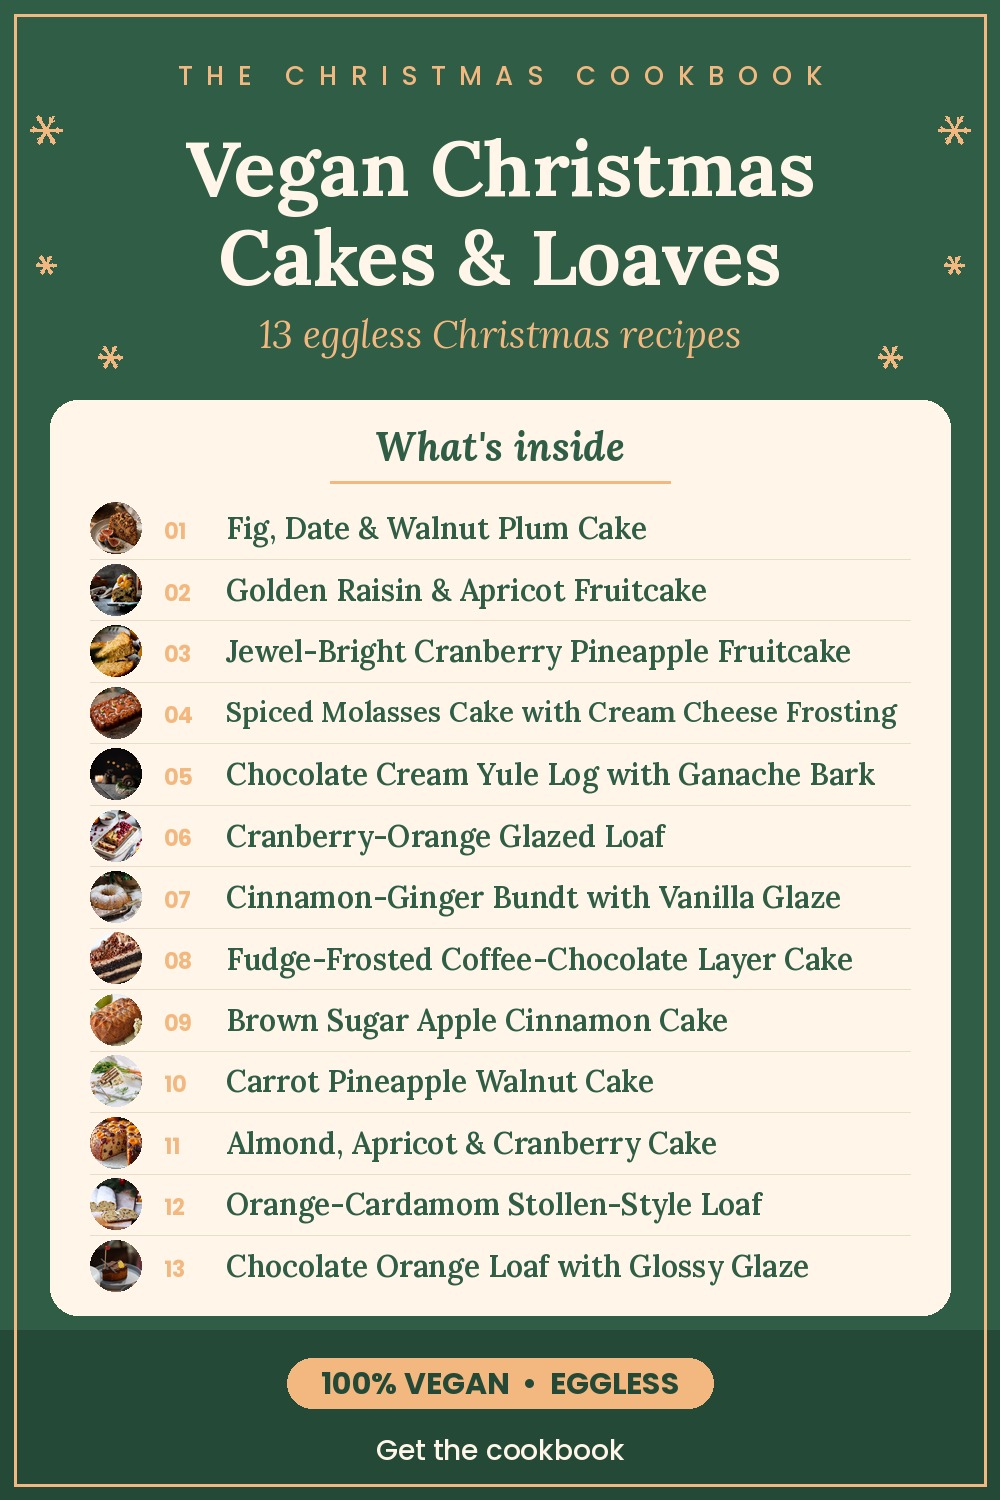 THE CHRISTMAS COOKBOOK
Vegan Christmas
Cakes & Loaves
13 eggless Christmas recipes
What's inside
01 Fig, Date & Walnut Plum Cake
02 Golden Raisin & Apricot Fruitcake
03 Jewel-Bright Cranberry Pineapple Fruitcake
04 Spiced Molasses Cake with Cream Cheese Frosting
05 Chocolate Cream Yule Log with Ganache Bark
06 Cranberry-Orange Glazed Loaf
07 Cinnamon-Ginger Bundt with Vanilla Glaze
08 Fudge-Frosted Coffee-Chocolate Layer Cake
09 Brown Sugar Apple Cinnamon Cake
10 Carrot Pineapple Walnut Cake
11 Almond, Apricot & Cranberry Cake
12 Orange-Cardamom Stollen-Style Loaf
13 Chocolate Orange Loaf with Glossy Glaze
100% VEGAN • EGGLESS
Get the cookbook